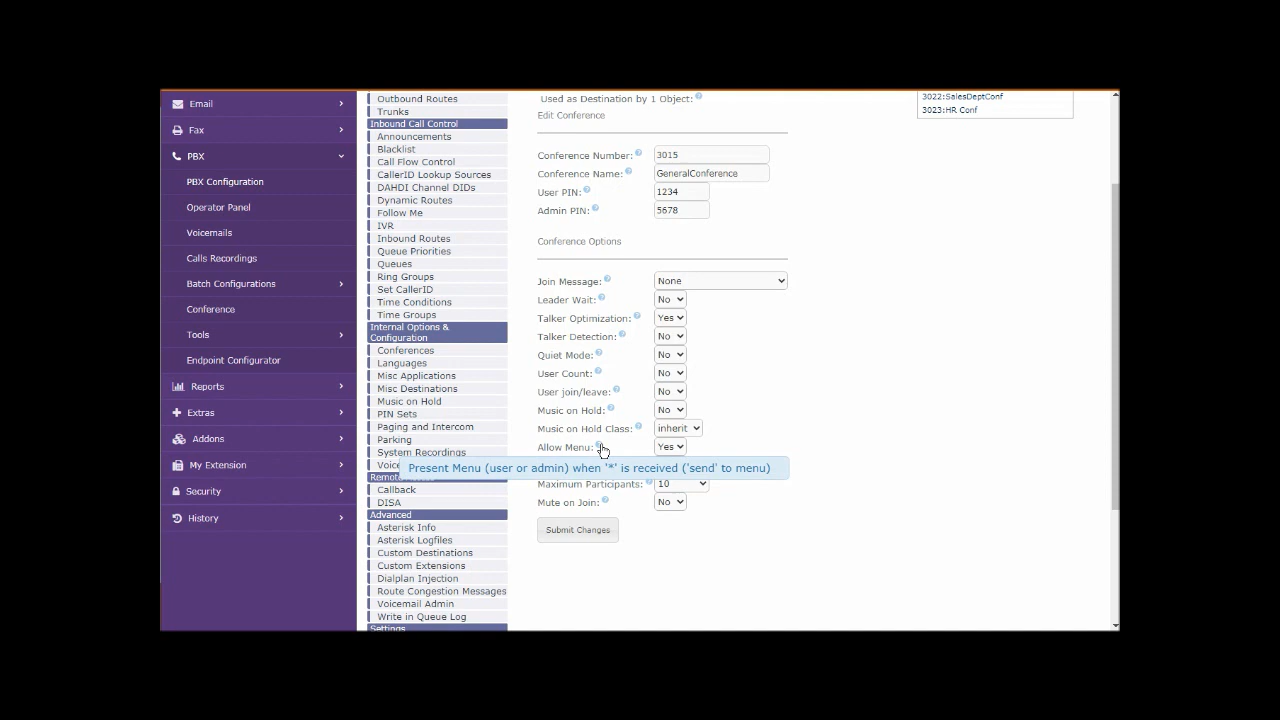 Email
Fax
PBX
PBX Configuration
Operator Panel
Voicemails
Calls Recordings
Batch Configurations
Conference
Tools
Endpoint Configurator
Reports
Extras
Addons
My Extension
Security
History
Outbound Routes
Trunks
Inbound Call Control
Announcements
Blacklist
Call Flow Control
CallerID Lookup Sources
DAHDI Channel DIDs
Dynamic Routes
Follow Me
IVR
Inbound Routes
Queue Priorities
Queues
Ring Groups
Set CallerID
Time Conditions
Time Groups
Internal Options &
Configuration
Conferences
Languages
Misc Applications
Misc Destinations
Music on Hold
PIN Sets
Paging and Intercom
Parking
System Recordings
Callback
DISA
Advanced
Asterisk Info
Asterisk Logfiles
Custom Destinations
Custom Extensions
Dialplan Injection
Route Congestion Messages
Voicemail Admin
Write in Queue Log
Settings
Used as Destination by 1 Object:
Edit Conference
Conference Number: 3015
Conference Name: GeneralConference
User PIN: 1234
Admin PIN: 5678
Conference Options
Join Message: None
Leader Wait: No
Talker Optimization: Yes
Talker Detection: No
Quiet Mode: No
User Count: No
User join/leave: No
Music on Hold: No
Music on Hold Class: inherit
Allow Menu: Yes
Present Menu (user or admin) when '*' is received ('send' to menu)
Maximum Participants: 10
Mute on Join: No
Submit Changes
3022:SalesDeptConf
3023:HR Conf